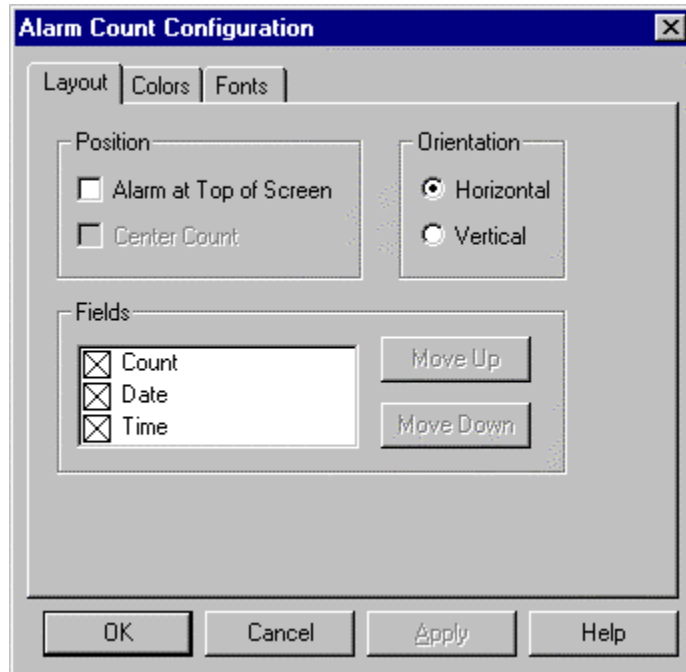 Alarm Count Configuration
Layout Colors Fonts
Position
Alarm at Top of Screen
Center Count
Orientation
Horizontal
Vertical
Fields
Count
Date
Time
Move Up
Move Down
OK Cancel Apply Help